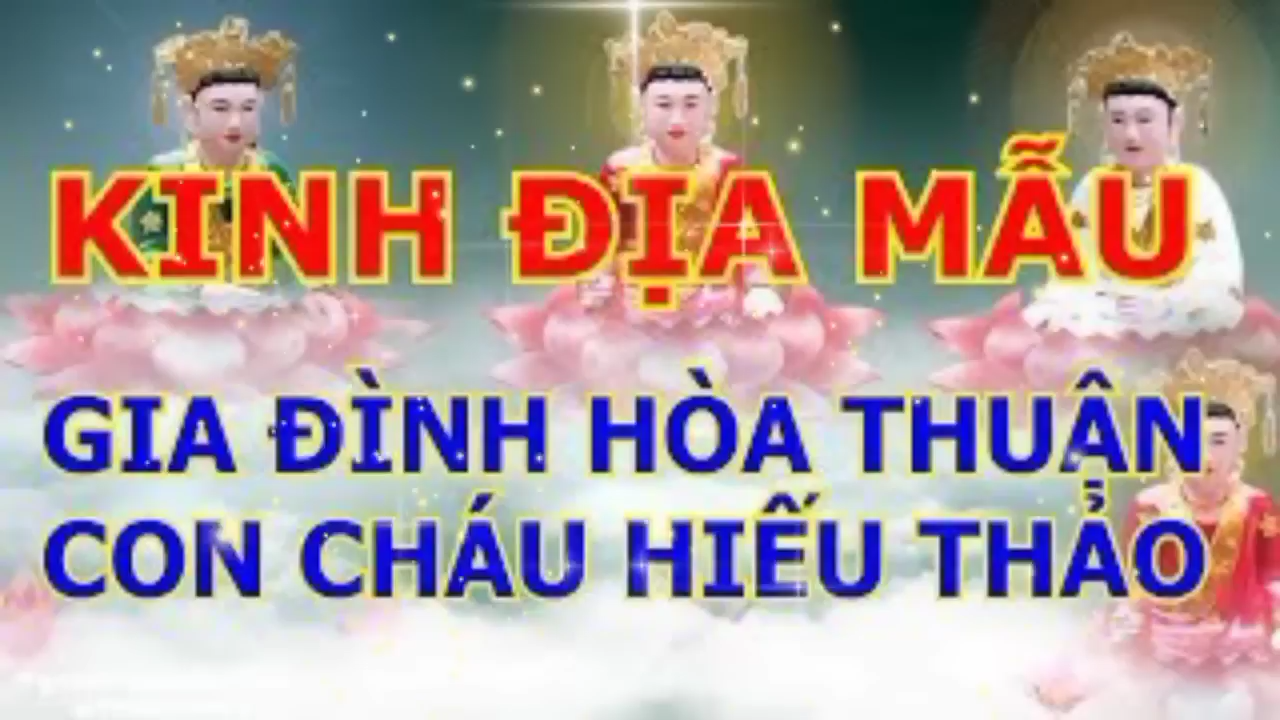 KINH ĐỊA MẪU
GIA ĐÌNH HÒA THUẬN
CON CHÁU HIẾU THẢO